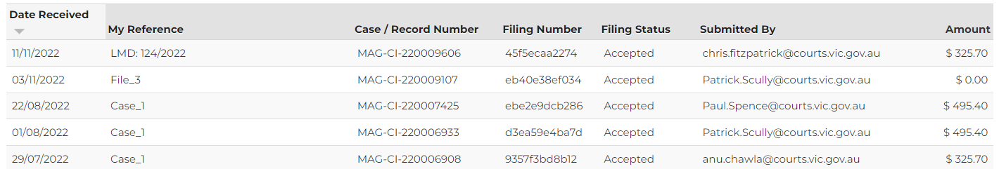 Date Received My Reference Case / Record Number Filing Number Filing Status Submitted By Amount
11/11/2022 LMD: 124/2022 MAG-CI-220009606 45f5ecaa2274 Accepted chris.fitzpatrick@courts.vic.gov.au $ 325.70
03/11/2022 File_3 MAG-CI-220009107 eb40e38ef034 Accepted Patrick.Scully@courts.vic.gov.au $ 0.00
22/08/2022 Case_1 MAG-CI-220007425 ebe2e9dcb286 Accepted Paul.Spence@courts.vic.gov.au $ 495.40
01/08/2022 Case_1 MAG-CI-220006933 d3ea59e4ba7d Accepted Patrick.Scully@courts.vic.gov.au $ 495.40
29/07/2022 Case_1 MAG-CI-220006908 9357f3bd8b12 Accepted anu.chawla@courts.vic.gov.au $ 325.70